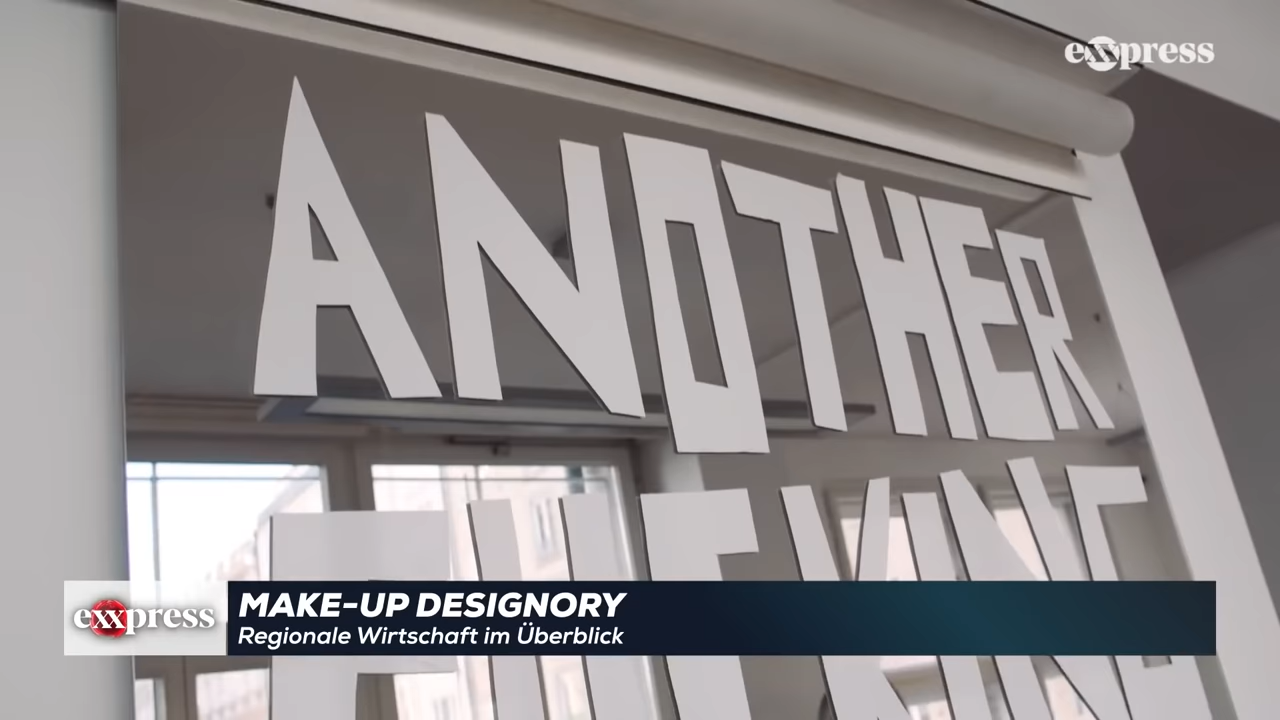 exxpress
ANOTHER
exxpress
MAKE-UP DESIGNORY
Regionale Wirtschaft im Überblick